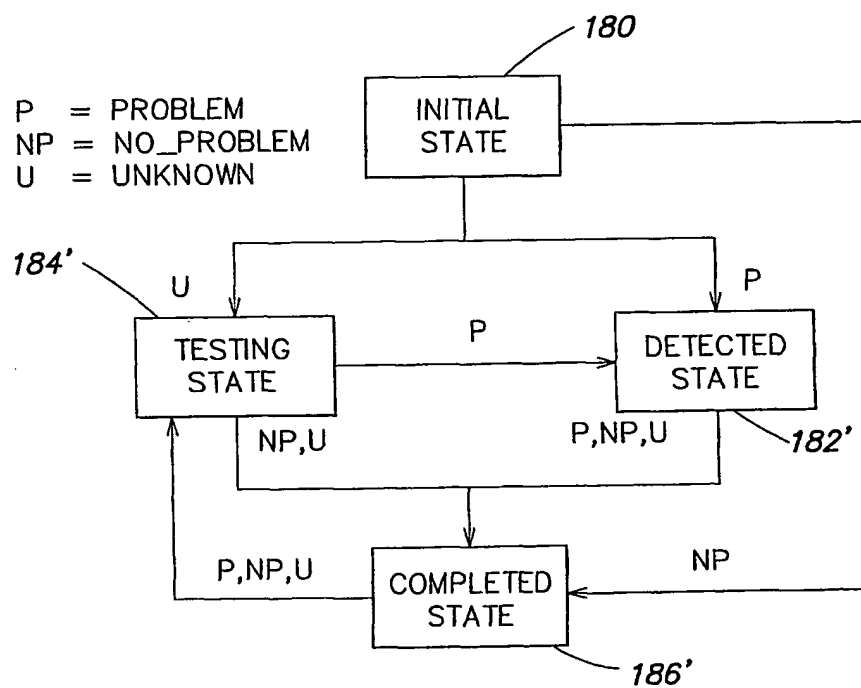 180
P = PROBLEM
NP = NO_PROBLEM
U = UNKNOWN
INITIAL
STATE
184'
U
P
TESTING
STATE
P
DETECTED
STATE
NP,U
P,NP,U
182'
P,NP,U
COMPLETED
STATE
NP
186'